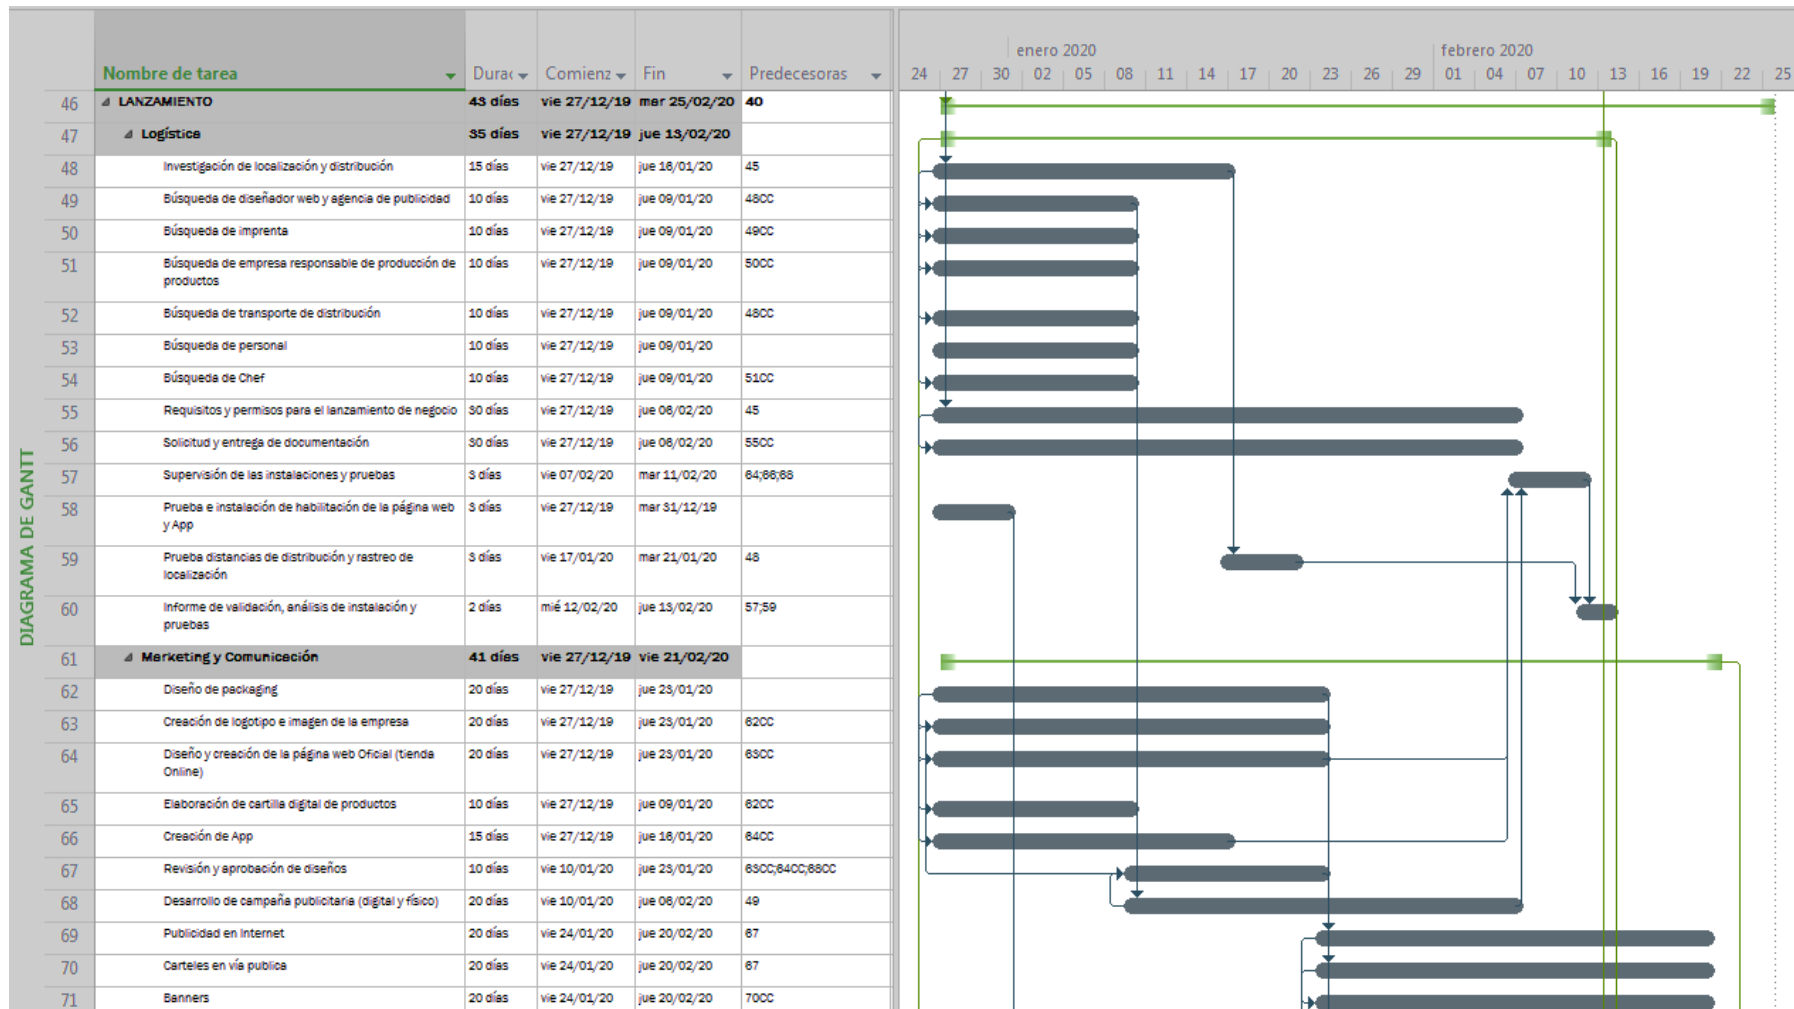 enero 2020 febrero 2020
Nombre de tarea Durac Comienz Fin Predecesoras 24 27 30 02 05 08 11 14 17 20 23 26 29 01 04 07 10 13 16 19 22 25
46 LANZAMIENTO 43 días vie 27/12/19 mar 25/02/20 40
47 Logística 35 días vie 27/12/19 jue 13/02/20
48 Investigación de localización y distribución 15 días vie 27/12/19 jue 16/01/20 45
49 Búsqueda de diseñador web y agencia de publicidad 10 días vie 27/12/19 jue 09/01/20 48CC
50 Búsqueda de imprenta 10 días vie 27/12/19 jue 09/01/20 49CC
51 Búsqueda de empresa responsable de producción de 10 días vie 27/12/19 jue 09/01/20 50CC
productos
52 Búsqueda de transporte de distribución 10 días vie 27/12/19 jue 09/01/20 48CC
53 Búsqueda de personal 10 días vie 27/12/19 jue 09/01/20
54 Búsqueda de Chef 10 días vie 27/12/19 jue 09/01/20 51CC
55 Requisitos y permisos para el lanzamiento de negocio 30 días vie 27/12/19 jue 06/02/20 45
56 Solicitud y entrega de documentación 30 días vie 27/12/19 jue 06/02/20 55CC
57 Supervisión de las instalaciones y pruebas 3 días vie 07/02/20 mar 11/02/20 64;66;68
58 Prueba e instalación de habilitación de la página web 3 días vie 27/12/19 mar 31/12/19
y App
59 Prueba distancias de distribución y rastreo de 3 días vie 17/01/20 mar 21/01/20 48
localización
60 Informe de validación, análisis de instalación y 2 días mié 12/02/20 jue 13/02/20 57;59
pruebas
61 Marketing y Comunicación 41 días vie 27/12/19 vie 21/02/20
62 Diseño de packaging 20 días vie 27/12/19 jue 23/01/20
63 Creación de logotipo e imagen de la empresa 20 días vie 27/12/19 jue 23/01/20 62CC
64 Diseño y creación de la página web Oficial (tienda 20 días vie 27/12/19 jue 23/01/20 63CC
Online)
65 Elaboración de cartilla digital de productos 10 días vie 27/12/19 jue 09/01/20 62CC
66 Creación de App 15 días vie 27/12/19 jue 16/01/20 64CC
67 Revisión y aprobación de diseños 10 días vie 10/01/20 jue 23/01/20 63CC;64CC;68CC
68 Desarrollo de campaña publicitaria (digital y físico) 20 días vie 10/01/20 jue 06/02/20 49
69 Publicidad en Internet 20 días vie 24/01/20 jue 20/02/20 67
70 Carteles en vía publica 20 días vie 24/01/20 jue 20/02/20 67
71 Banners 20 días vie 24/01/20 jue 20/02/20 70CC
DIAGRAMA DE GANTT